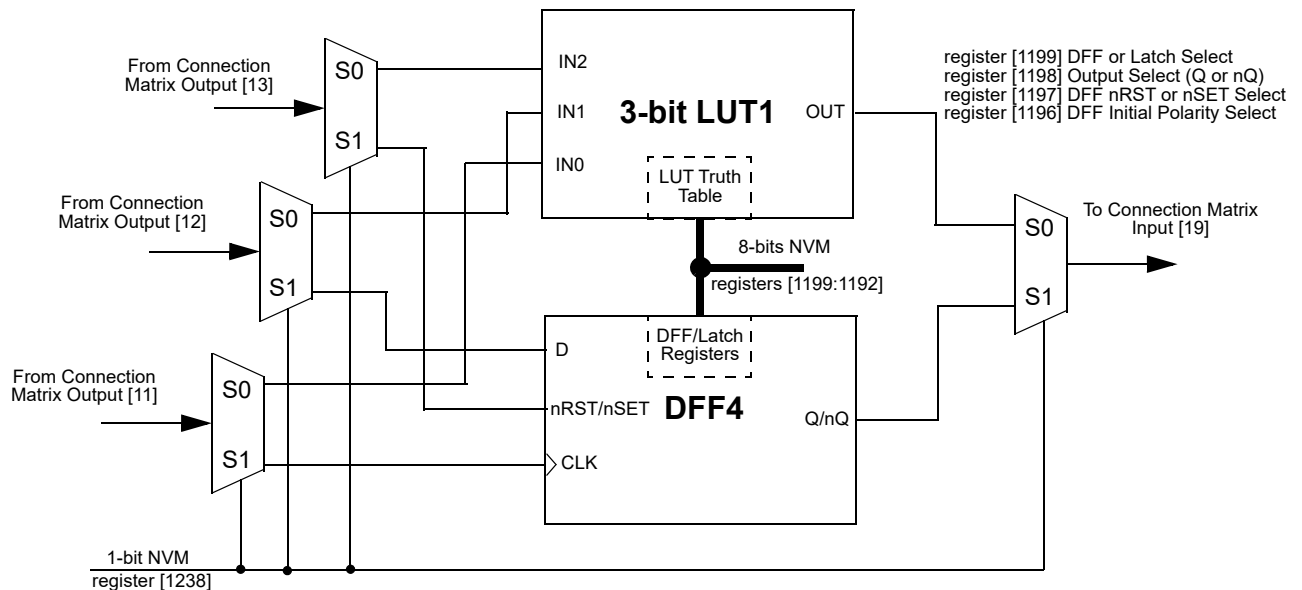 From Connection
Matrix Output [13]
S0
S1
IN2
IN1
IN0
3-bit LUT1
OUT
LUT Truth
Table
register [1199] DFF or Latch Select
register [1198] Output Select (Q or nQ)
register [1197] DFF nRST or nSET Select
register [1196] DFF Initial Polarity Select
From Connection
Matrix Output [12]
S0
S1
8-bits NVM
registers [1199:1192]
S0
S1
To Connection Matrix
Input [19]
From Connection
Matrix Output [11]
S0
S1
D
nRST/nSET
CLK
DFF/Latch
Registers
DFF4
Q/nQ
1-bit NVM
register [1238]